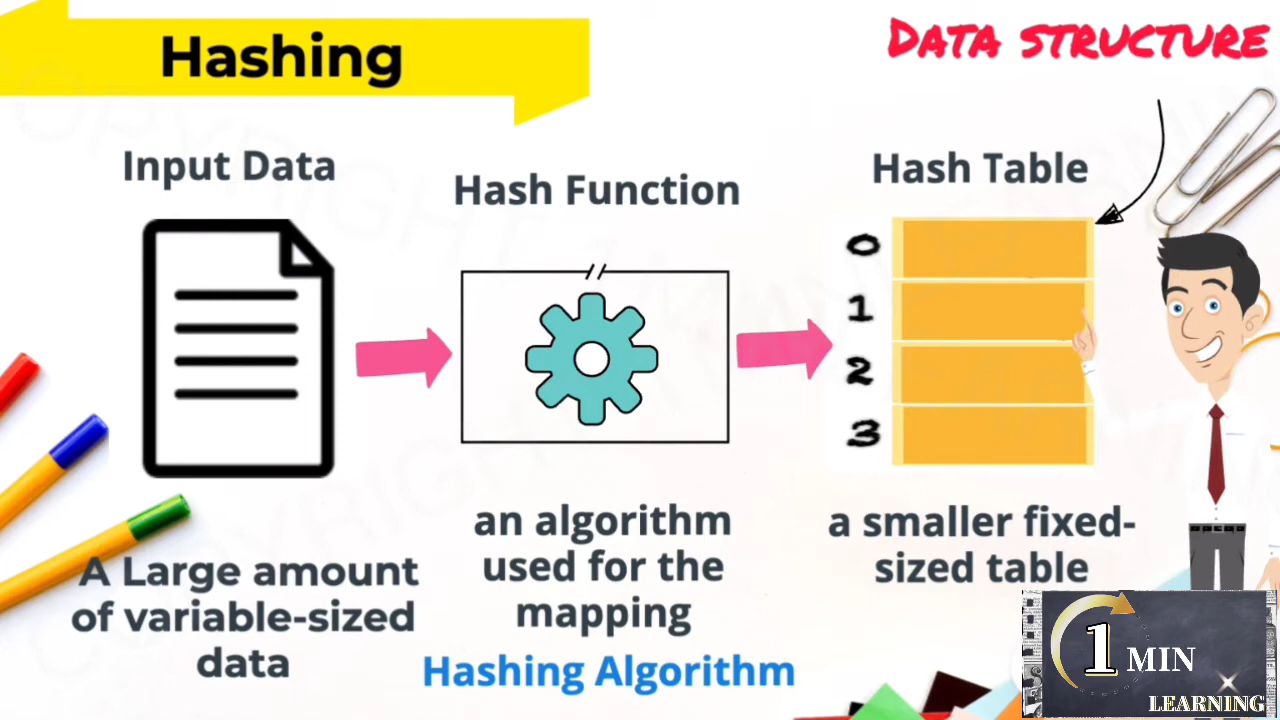 Hashing
DATA STRUCTURE
Input Data
Hash Function
Hash Table
0
1
2
3
A Large amount
of variable-sized
data
an algorithm
used for the
mapping
Hashing Algorithm
a smaller fixed-
sized table
1 MIN
LEARNING